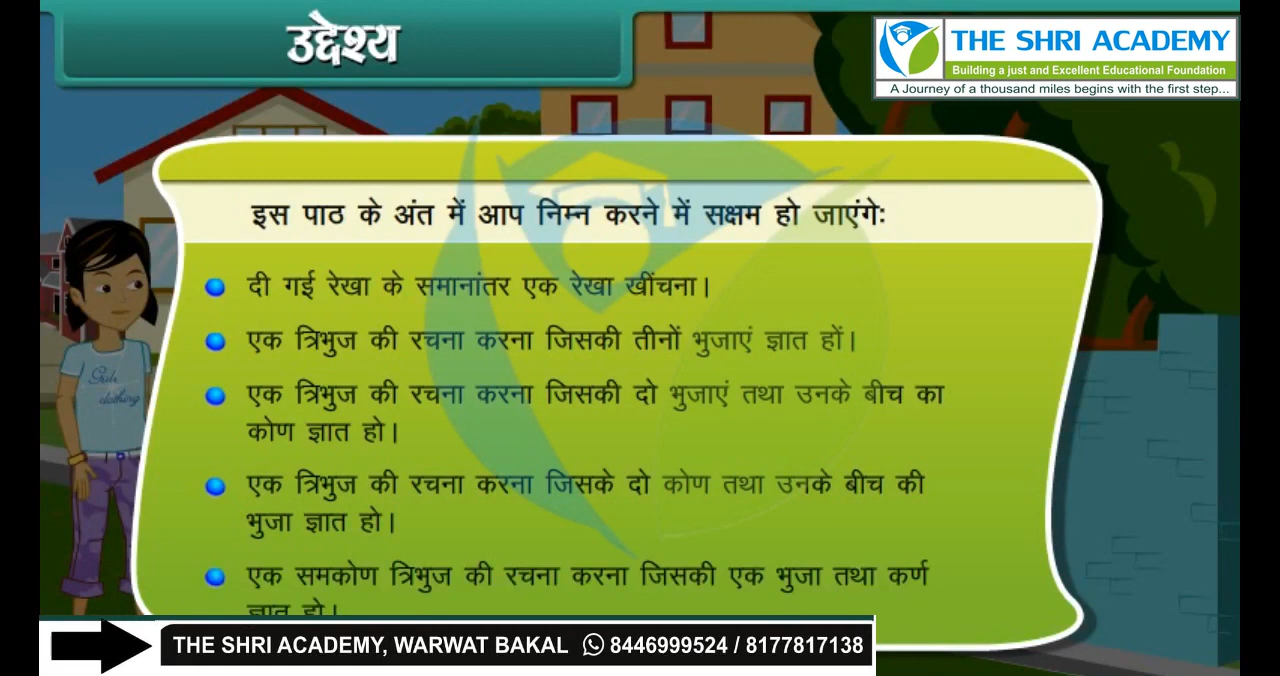 उद्देश्य
THE SHRI ACADEMY
Building a just and Excellent Educational Foundation
A Journey of a thousand miles begins with the first step...
इस पाठ के अंत में आप निम्न करने में सक्षम हो जाएंगेः
दी गई रेखा के समानांतर एक रेखा खींचना।
एक त्रिभुज की रचना करना जिसकी तीनों भुजाएं ज्ञात हों।
एक त्रिभुज की रचना करना जिसकी दो भुजाएं तथा उनके बीच का
कोण ज्ञात हो।
एक त्रिभुज की रचना करना जिसके दो कोण तथा उनके बीच की
भुजा ज्ञात हो।
एक समकोण त्रिभुज की रचना करना जिसकी एक भुजा तथा कर्ण
ज्ञात हो।
clothing
THE SHRI ACADEMY, WARWAT BAKAL 8446999524 / 8177817138